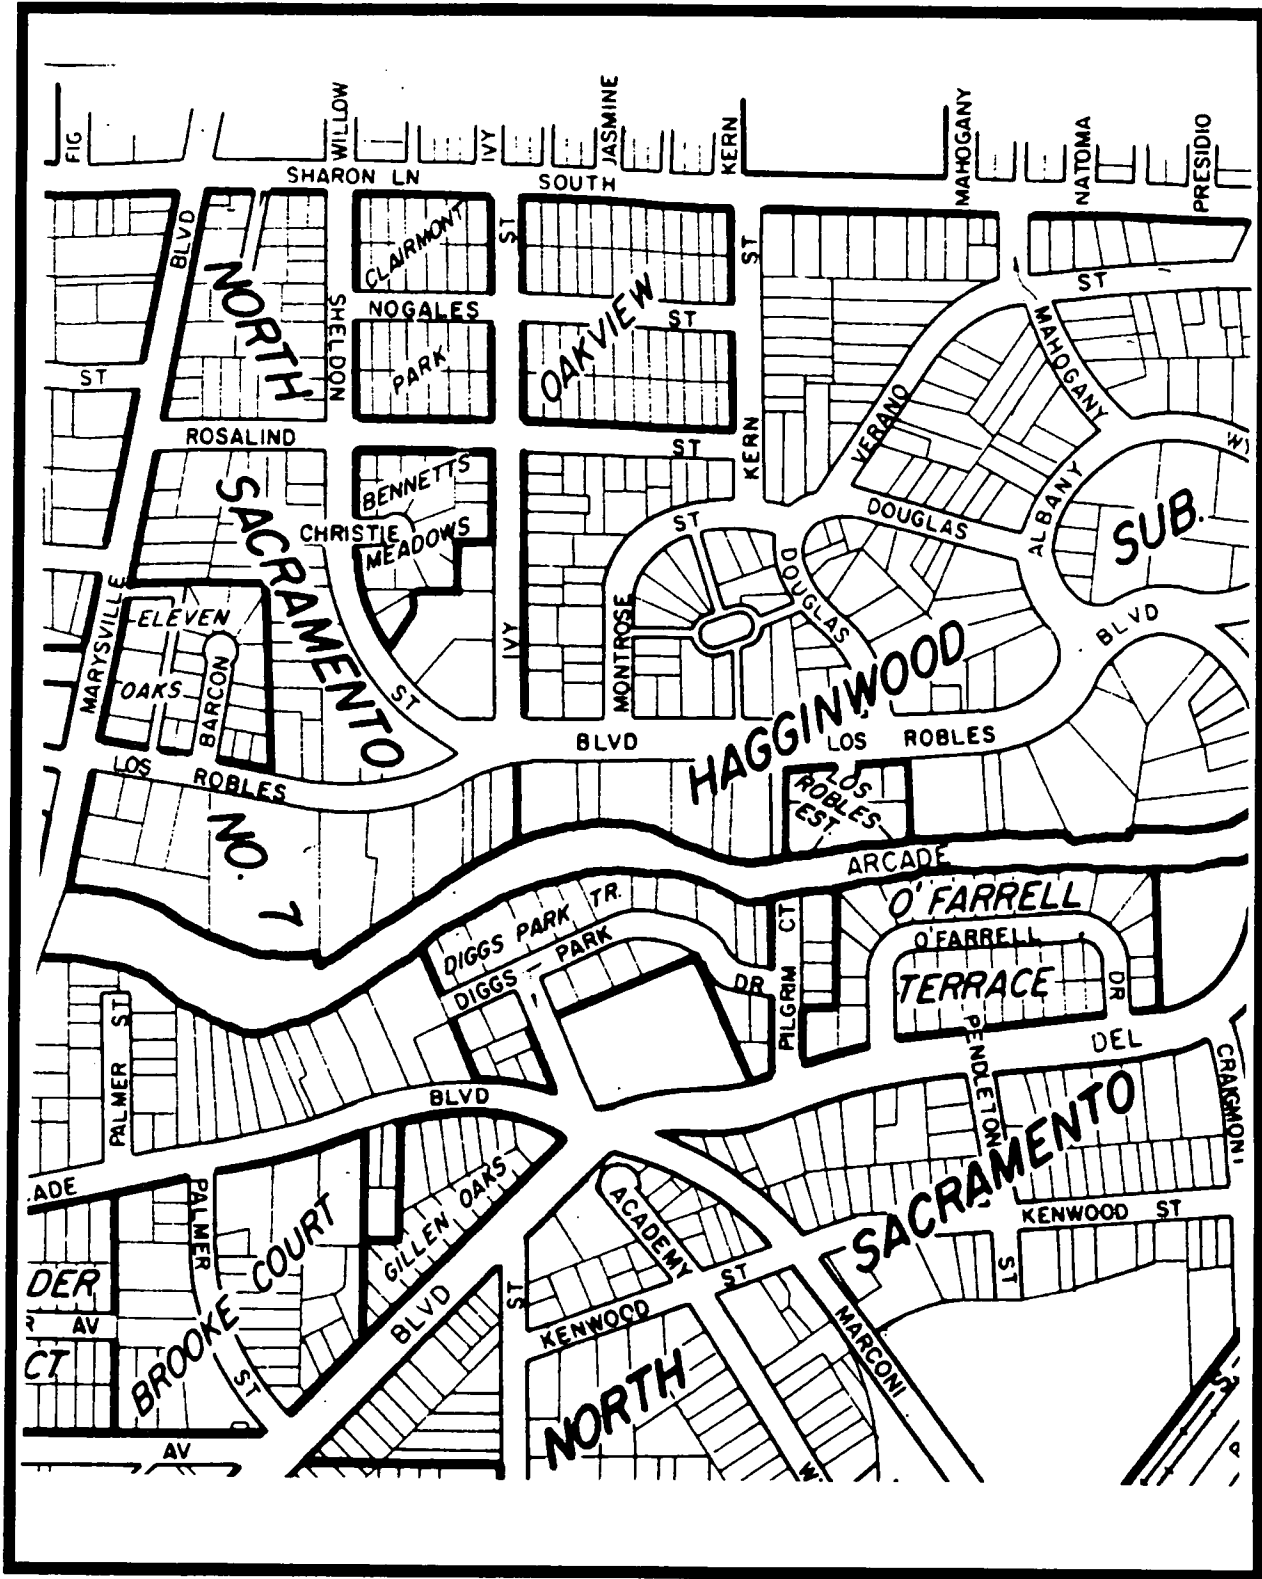 FIG
WILLOW
IVY
JASMINE
KERN
MAHOGANY
NATOMA
PRESIDIO
SHARON LN
SOUTH
BLVD
NORTH
CLAIRMONT
ST
ST
ST
SHELDON
NOGALES
ST
OAKVIEW
MAHOGANY
ST
PARK
VERANO
ROSALIND
ST
KERN
BENNETTS
SACRAMENTO
CHRISTIE
MEADOWS
ST
DOUGLAS
ALBANY
SUB.
DOUGLAS
MARYSVILLE
ELEVEN
OAKS
BARCON
IVY
MONTROSE
BLVD
HAGGINWOOD
ST
BLVD
LOS ROBLES
LOS ROBLES
LOS
ROBLES
EST.
NO. 7
ARCADE
O'FARRELL
O'FARRELL
TERRACE
DR
DIGGS PARK TR.
DIGGS PARK
DR
PILGRIM CT
PALMER ST
BLVD
DEL
PENDLETON
SACRAMENTO
PALMER
BROOKE COURT
GILLEN OAKS
ACADEMY
ST
KENWOOD ST
ST
DER
AV
CT
ST
BLVD
ST
KENWOOD
MARCONI
NORTH
AV